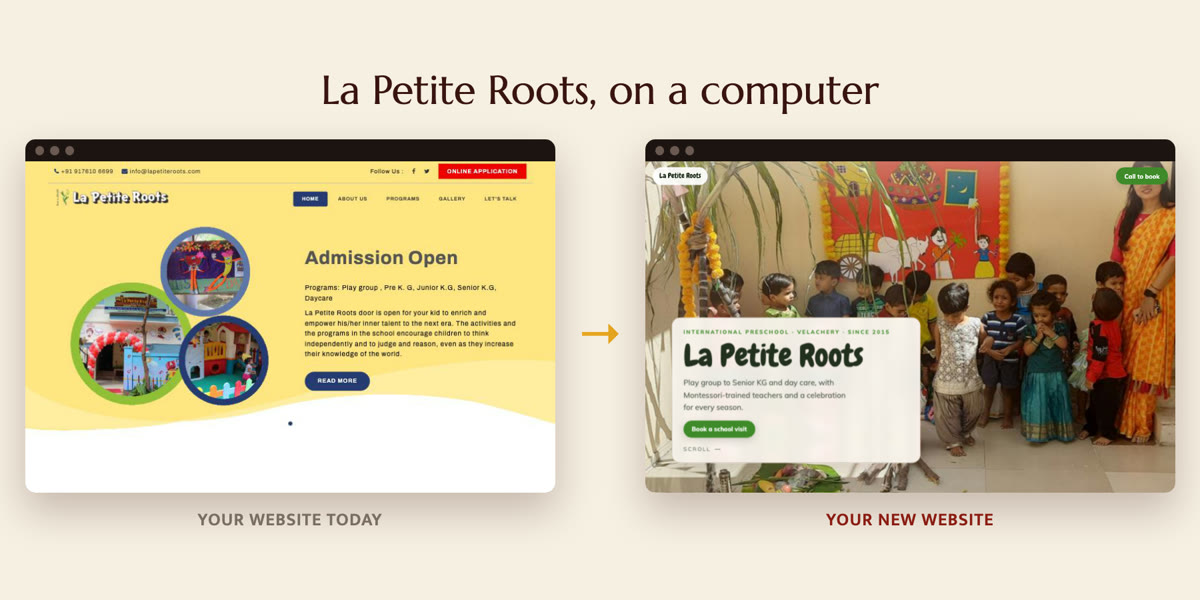 La Petite Roots, on a computer
+91 917610 6699 info@lapetiteroots.com Follow Us : ONLINE APPLICATION
La Petite Roots HOME ABOUT US PROGRAMS GALLERY LET'S TALK
Admission Open
Programs: Play group , Pre K. G, Junior K.G, Senior K.G,
Daycare
La Petite Roots door is open for your kid to enrich and
empower his/her inner talent to the next era. The activities and
the programs in the school encourage children to think
independently and to judge and reason, even as they increase
their knowledge of the world.
READ MORE
YOUR WEBSITE TODAY
La Petite Roots Call to book
INTERNATIONAL PRESCHOOL · VELACHERY · SINCE 2015
La Petite Roots
Play group to Senior KG and day care, with
Montessori-trained teachers and a celebration
for every season.
Book a school visit
SCROLL
YOUR NEW WEBSITE